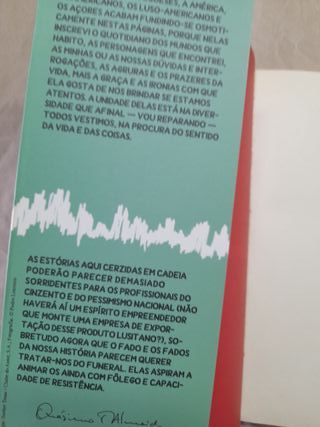 A AMÉRICA,
AMERICANOS, OS LUSO-AMERICANOS E
OS AÇORES ACABAM FUNDINDO-SE OSMOTI-
CAMENTE NESTAS PÁGINAS, PORQUE NELAS
INSCREVI O QUOTIDIANO DOS MUNDOS QUE
HABITO, AS PERSONAGENS QUE ENCONTREI,
AS MINHAS OU AS NOSSAS DÚVIDAS E INTER-
ROGAÇÕES, AS AGRURAS E OS PRAZERES DA
VIDA, MAIS A GRAÇA E AS IRONIAS COM QUE
ELA GOSTA DE NOS BRINDAR SE ESTAMOS
ATENTOS. A UNIDADE DELAS ESTÁ NA DIVER-
SIDADE QUE AFINAL — VOU REPARANDO —
TODOS VESTIMOS, NA PROCURA DO SENTIDO
DA VIDA E DAS COISAS.
AS ESTÓRIAS AQUI CERZIDAS EM CADEIA
PODERÃO PARECER DEMASIADO
SORRIDENTES PARA OS PROFISSIONAIS DO
CINZENTO E DO PESSIMISMO NACIONAL (NÃO
HAVERÁ AÍ UM ESPÍRITO EMPREENDEDOR
QUE MONTE UMA EMPRESA DE EXPOR-
TAÇÃO DESSE PRODUTO LUSITANO?), SO-
BRETUDO AGORA QUE O FADO E OS FADOS
DA NOSSA HISTÓRIA PARECEM QUERER
TRATAR-NOS DO FUNERAL. ELAS ASPIRAM A
ANIMAR OS AINDA COM FÔLEGO E CAPACI-
DADE DE RESISTÊNCIA.
Onésimo T. Almeida